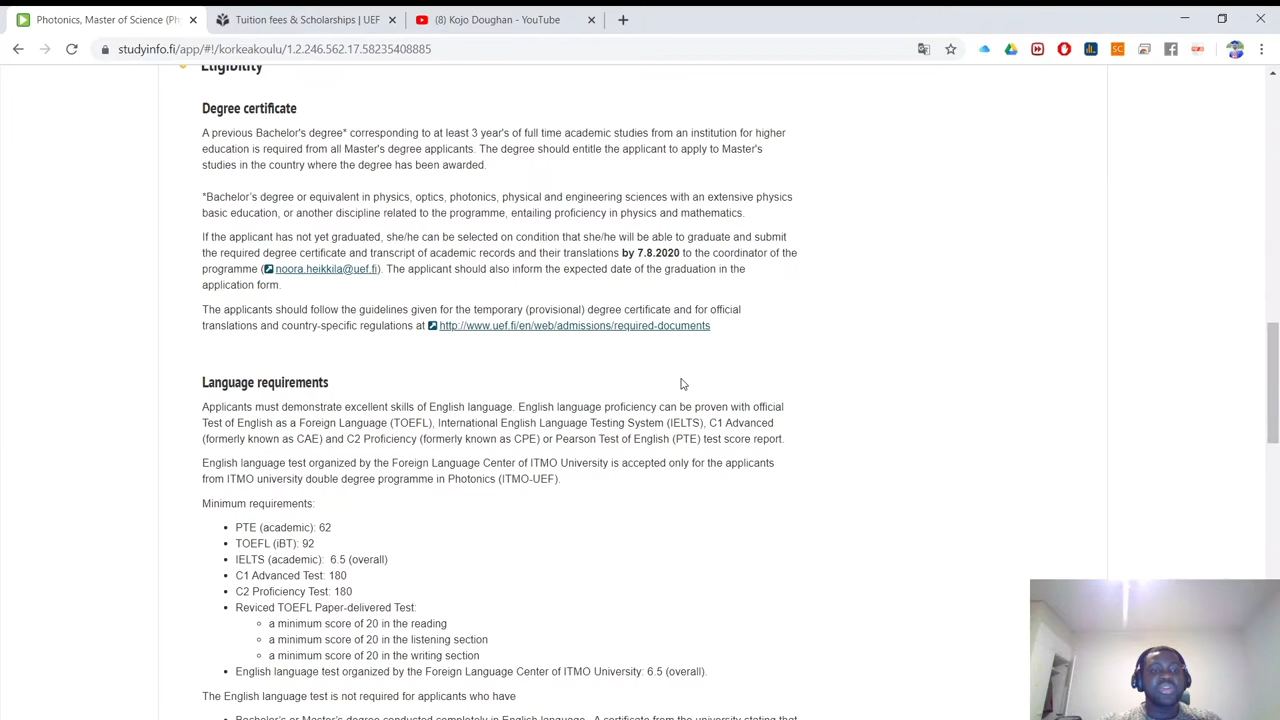 Photonics, Master of Science (Ph
Tuition fees & Scholarships | UEF
(8) Kojo Doughan - YouTube
studyinfo.fi/app/#!/korkeakoulu/1.2.246.562.17.58235408885
Eligibility
Degree certificate
A previous Bachelor's degree* corresponding to at least 3 year's of full time academic studies from an institution for higher
education is required from all Master's degree applicants. The degree should entitle the applicant to apply to Master's
studies in the country where the degree has been awarded.
*Bachelor's degree or equivalent in physics, optics, photonics, physical and engineering sciences with an extensive physics
basic education, or another discipline related to the programme, entailing proficiency in physics and mathematics.
If the applicant has not yet graduated, she/he can be selected on condition that she/he will be able to graduate and submit
the required degree certificate and transcript of academic records and their translations by 7.8.2020 to the coordinator of the
programme (noora.heikkila@uef.fi). The applicant should also inform the expected date of the graduation in the
application form.
The applicants should follow the guidelines given for the temporary (provisional) degree certificate and for official
translations and country-specific regulations at http://www.uef.fi/en/web/admissions/required-documents
Language requirements
Applicants must demonstrate excellent skills of English language. English language proficiency can be proven with official
Test of English as a Foreign Language (TOEFL), International English Language Testing System (IELTS), C1 Advanced
(formerly known as CAE) and C2 Proficiency (formerly known as CPE) or Pearson Test of English (PTE) test score report.
English language test organized by the Foreign Language Center of ITMO University is accepted only for the applicants
from ITMO university double degree programme in Photonics (ITMO-UEF).
Minimum requirements:
• PTE (academic): 62
• TOEFL (iBT): 92
• IELTS (academic): 6.5 (overall)
• C1 Advanced Test: 180
• C2 Proficiency Test: 180
• Reviced TOEFL Paper-delivered Test:
◦ a minimum score of 20 in the reading
◦ a minimum score of 20 in the listening section
◦ a minimum score of 20 in the writing section
• English language test organized by the Foreign Language Center of ITMO University: 6.5 (overall).
The English language test is not required for applicants who have
• Bachelor's or Master's degree conducted completely in English language. A certificate from the university stating that